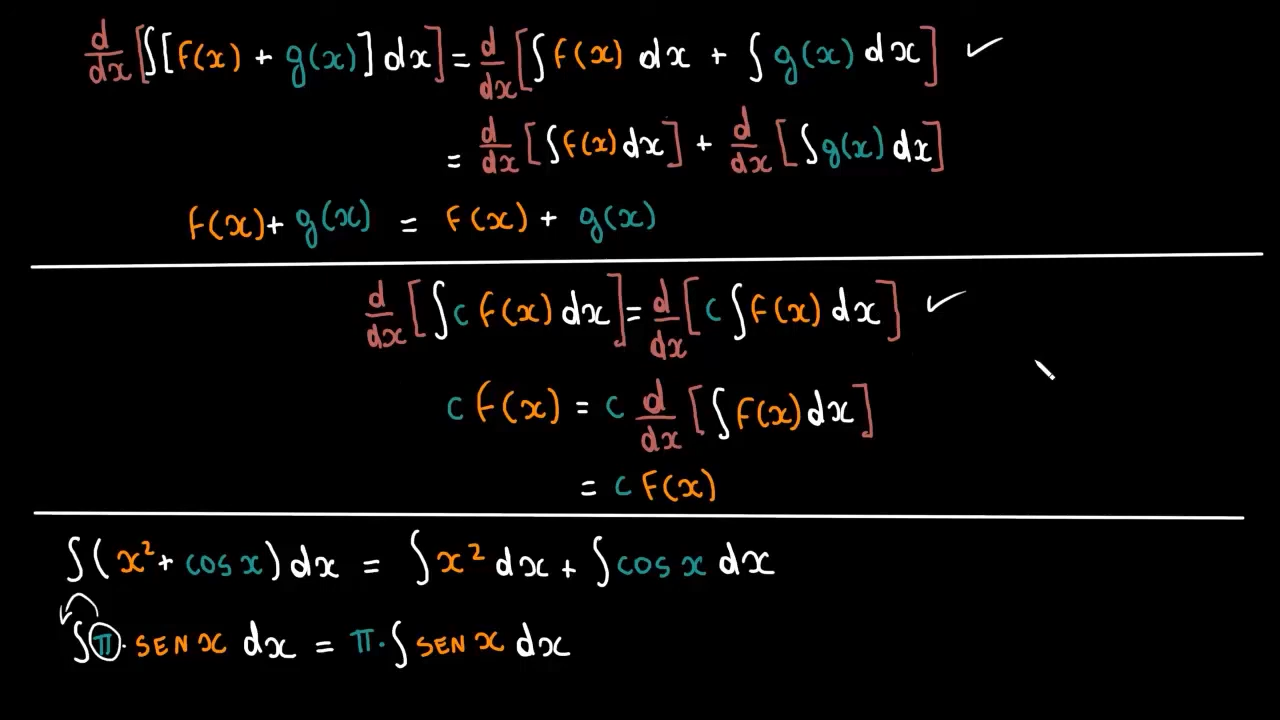 d/dx [∫[f(x) + g(x)] dx] = d/dx [∫ f(x) dx + ∫ g(x) dx] ✓
= d/dx [∫ f(x) dx] + d/dx [∫ g(x) dx]
f(x) + g(x) = f(x) + g(x)
d/dx [∫ c f(x) dx] = d/dx [c ∫ f(x) dx] ✓
c f(x) = c d/dx [∫ f(x) dx]
= c f(x)
∫(x² + cos x) dx = ∫ x² dx + ∫ cos x dx
∫ π · SEN x dx = π · ∫ SEN x dx